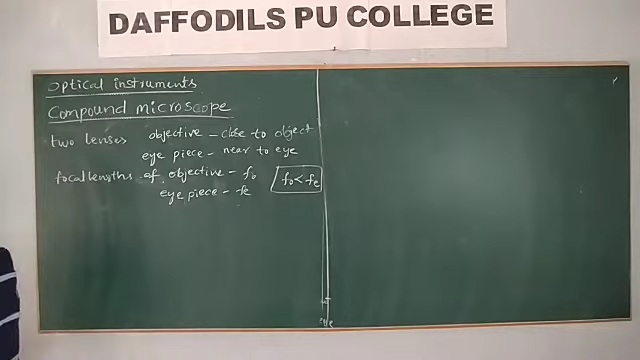 DAFFODILS PU COLLEGE
Optical instruments
Compound microscope
two lenses objective - close to object
eye piece - near to eye
focal lengths of objective - fo
eye piece - fe
fo < fe
eye